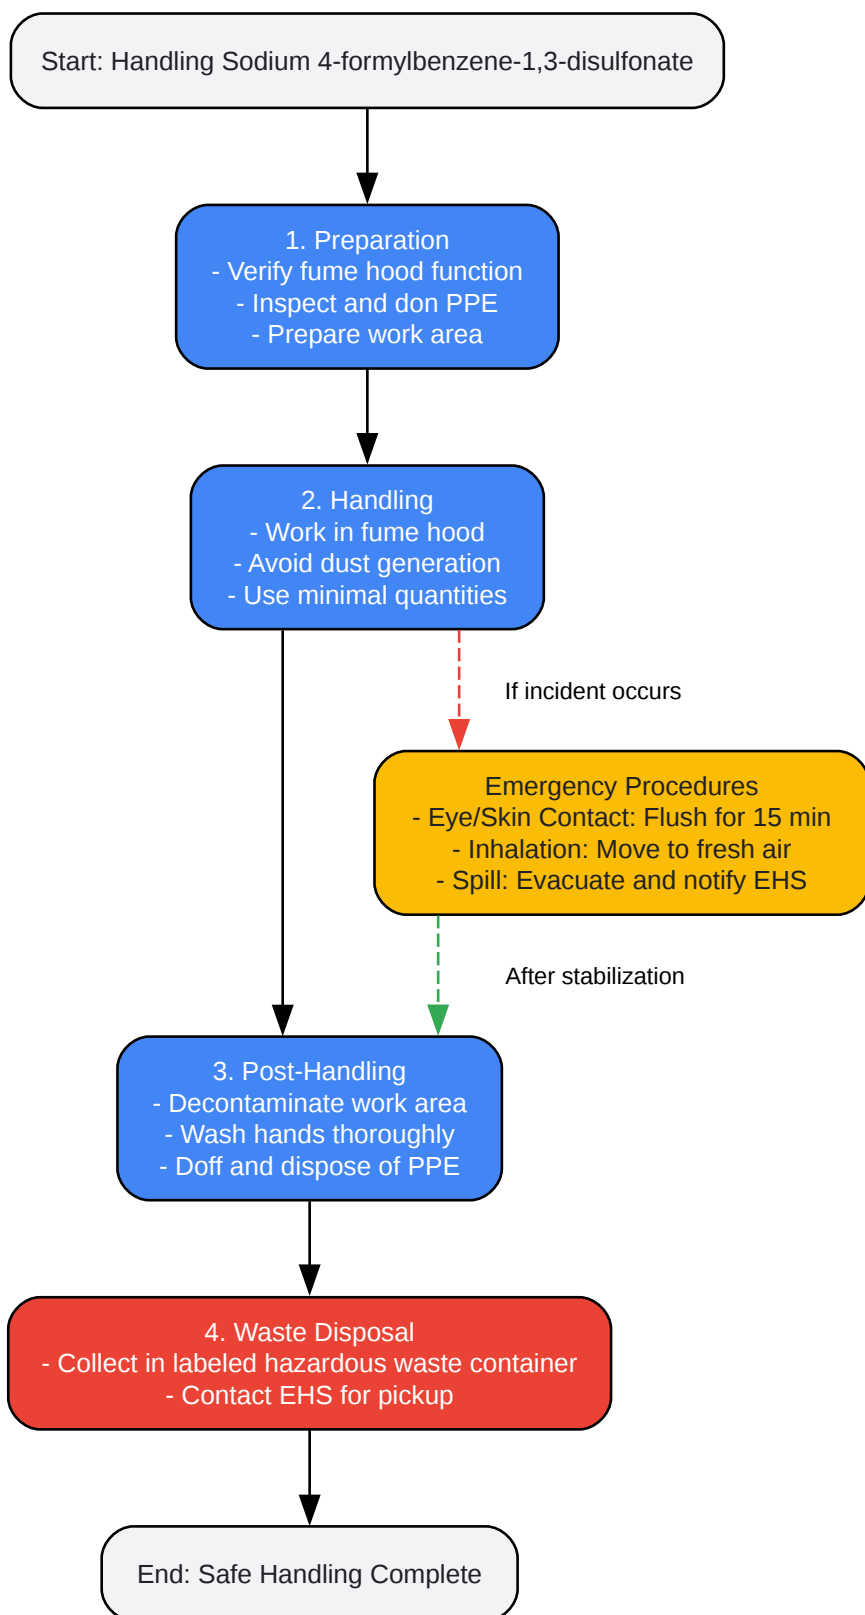 Start: Handling Sodium 4-formylbenzene-1,3-disulfonate
1. Preparation
- Verify fume hood function
- Inspect and don PPE
- Prepare work area
2. Handling
- Work in fume hood
- Avoid dust generation
- Use minimal quantities
If incident occurs
Emergency Procedures
- Eye/Skin Contact: Flush for 15 min
- Inhalation: Move to fresh air
- Spill: Evacuate and notify EHS
After stabilization
3. Post-Handling
- Decontaminate work area
- Wash hands thoroughly
- Doff and dispose of PPE
4. Waste Disposal
- Collect in labeled hazardous waste container
- Contact EHS for pickup
End: Safe Handling Complete